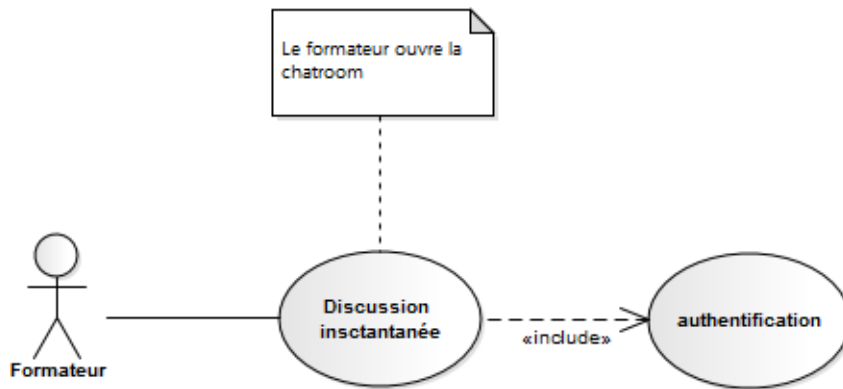 Le formateur ouvre la
chatroom
Discussion
insctantanée
authentification
«include»
Formateur